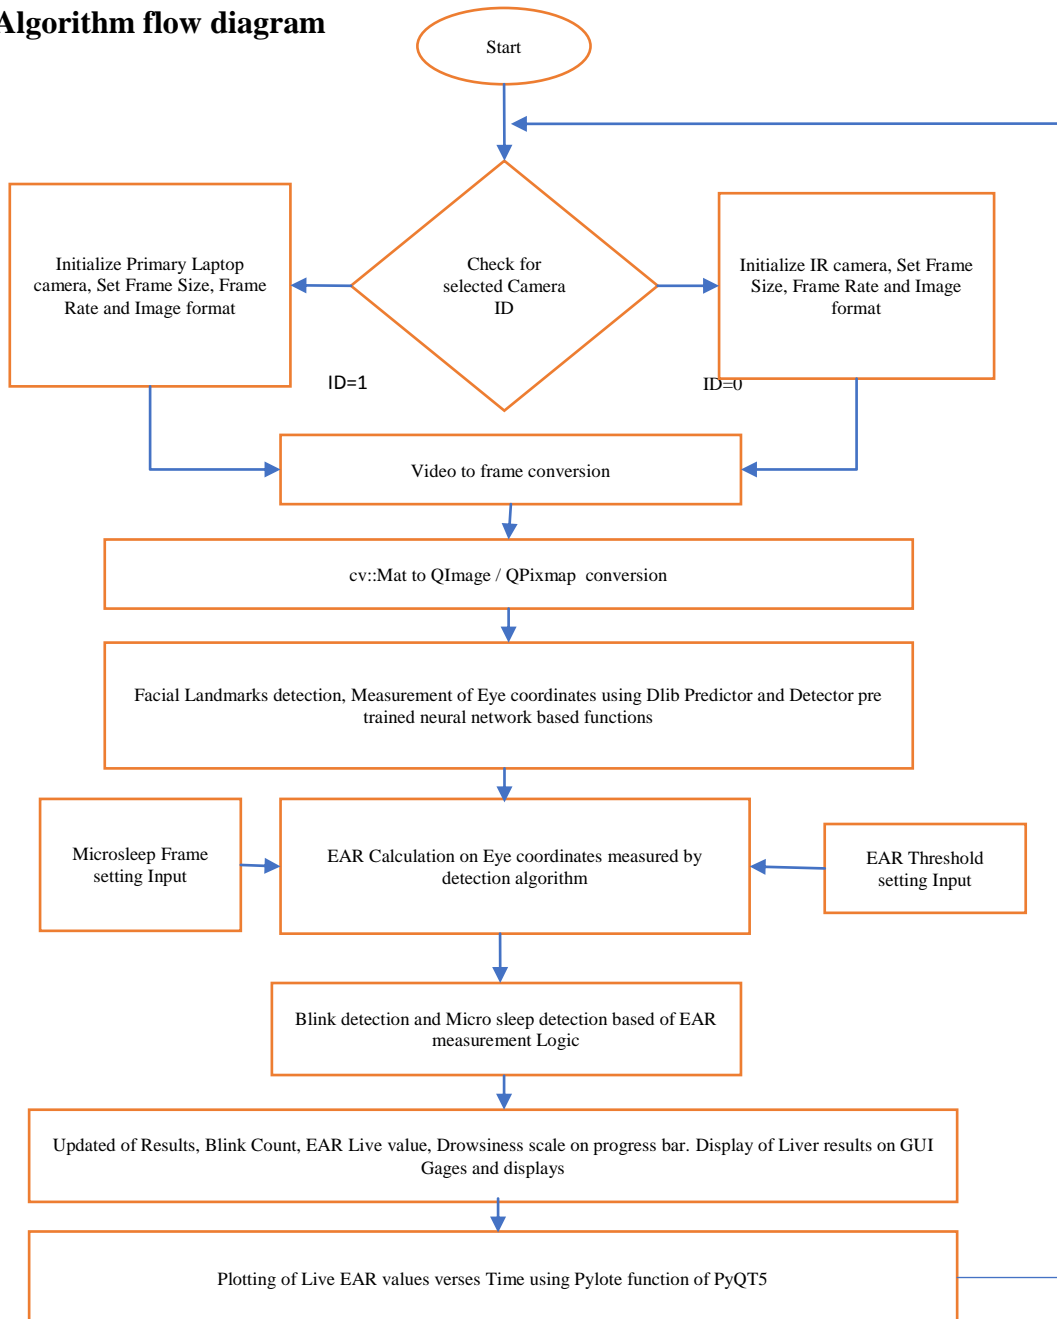 Algorithm flow diagram
Start
Initialize Primary Laptop
camera, Set Frame Size, Frame
Rate and Image format
Check for
selected Camera
ID
Initialize IR camera, Set Frame
Size, Frame Rate and Image
format
ID=1
ID=0
Video to frame conversion
cv::Mat to QImage / QPixmap conversion
Facial Landmarks detection, Measurement of Eye coordinates using Dlib Predictor and Detector pre
trained neural network based functions
Microsleep Frame
setting Input
EAR Calculation on Eye coordinates measured by
detection algorithm
EAR Threshold
setting Input
Blink detection and Micro sleep detection based of EAR
measurement Logic
Updated of Results, Blink Count, EAR Live value, Drowsiness scale on progress bar. Display of Liver results on GUI
Gages and displays
Plotting of Live EAR values verses Time using Pylote function of PyQT5